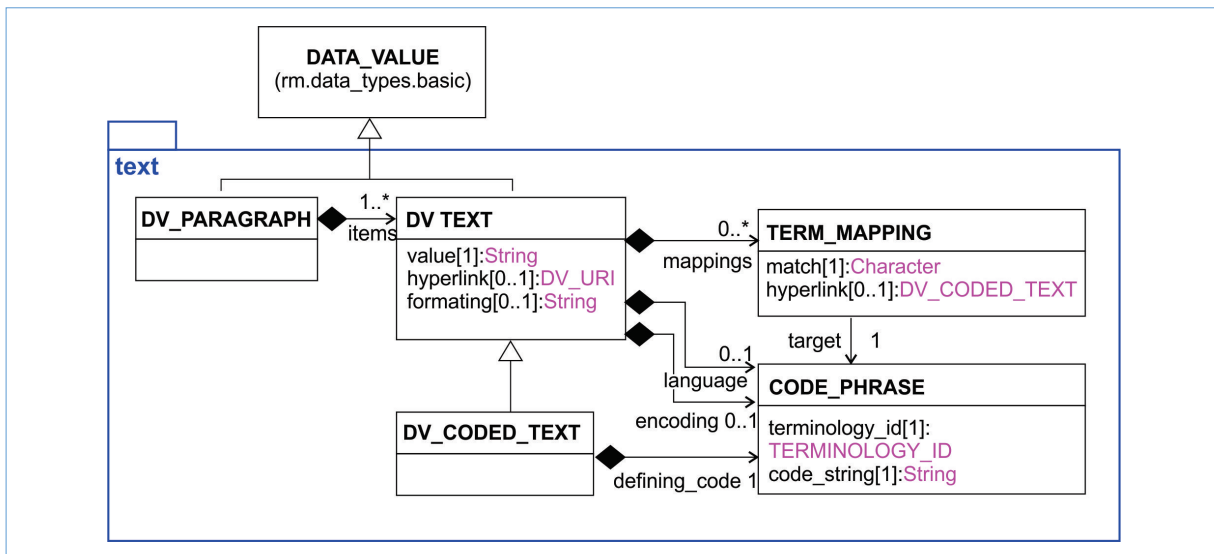 DATA_VALUE
(rm.data_types.basic)
text
DV_PARAGRAPH
1..*
items
DV TEXT
value[1]:String
hyperlink[0..1]:DV_URI
formating[0..1]:String
0..*
mappings
TERM_MAPPING
match[1]:Character
hyperlink[0..1]:DV_CODED_TEXT
target 1
0..1
language
encoding 0..1
CODE_PHRASE
terminology_id[1]:
TERMINOLOGY_ID
code_string[1]:String
DV_CODED_TEXT
defining_code 1